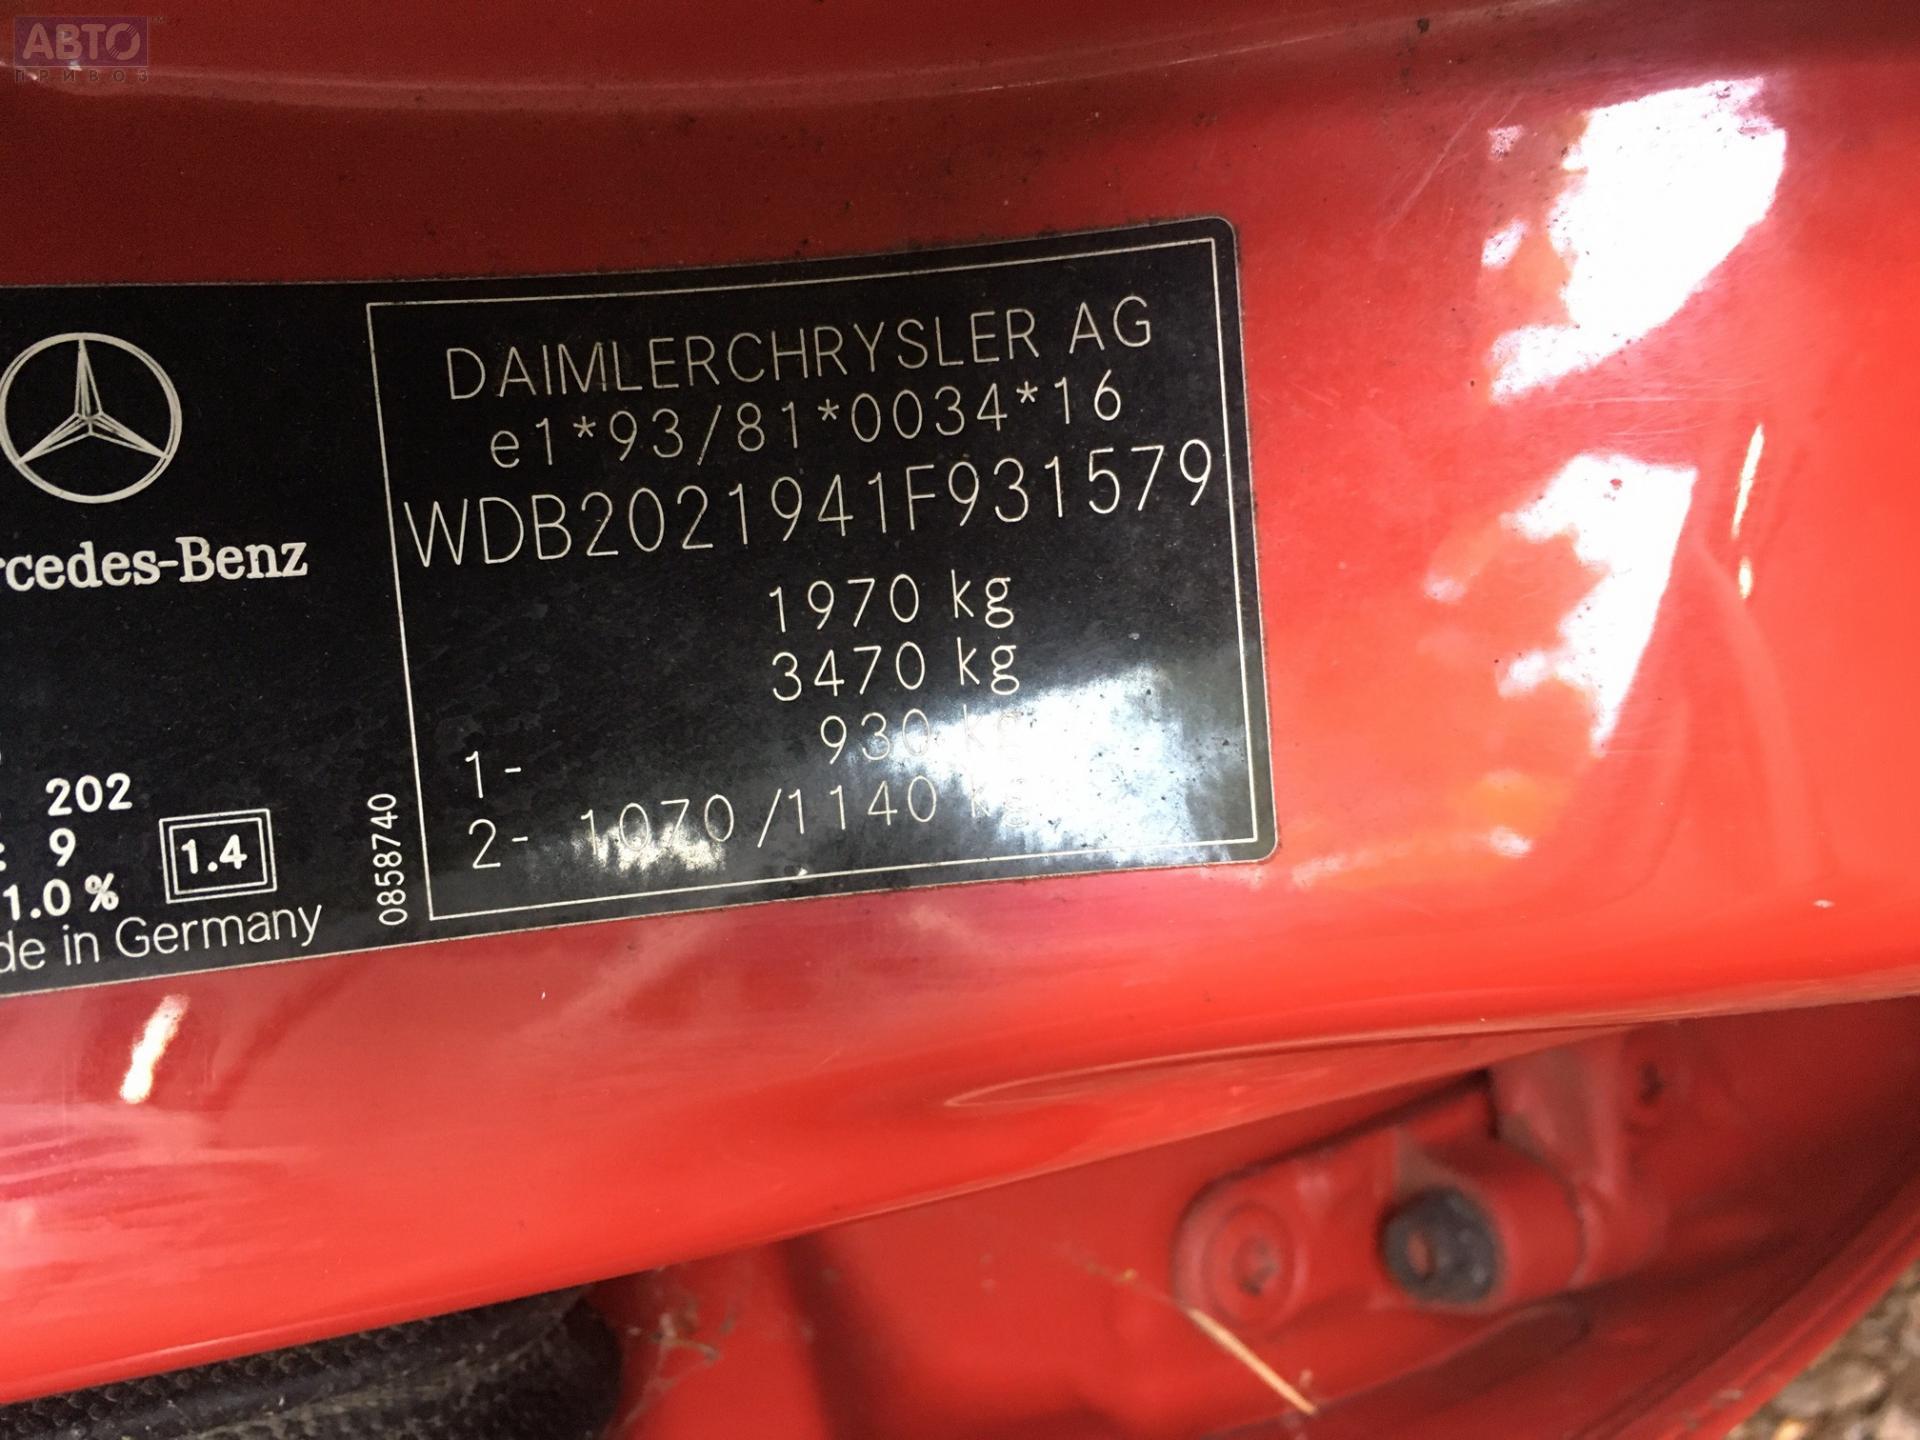 АВТО
ПРИВОЗ
DAIMLERCHRYSLER AG
e1*93/81*0034*16
WDB2021941F931579
1970 kg
3470 kg
1- 930 kg
2- 1070/1140 kg
rcedes-Benz
202
: 9
1.0 %
1.4
de in Germany
0858740